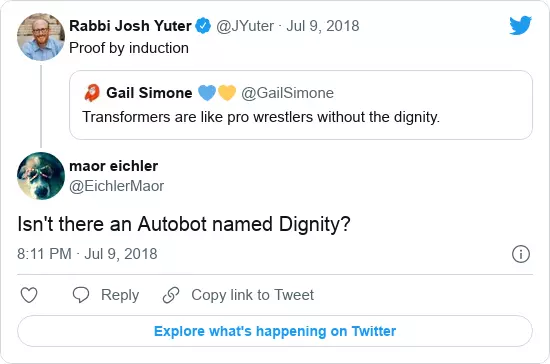 Rabbi Josh Yuter @JYuter · Jul 9, 2018
Proof by induction
Gail Simone 💙💛 @GailSimone
Transformers are like pro wrestlers without the dignity.
maor eichler
@EichlerMaor
Isn't there an Autobot named Dignity?
8:11 PM · Jul 9, 2018
Reply
Copy link to Tweet
Explore what's happening on Twitter